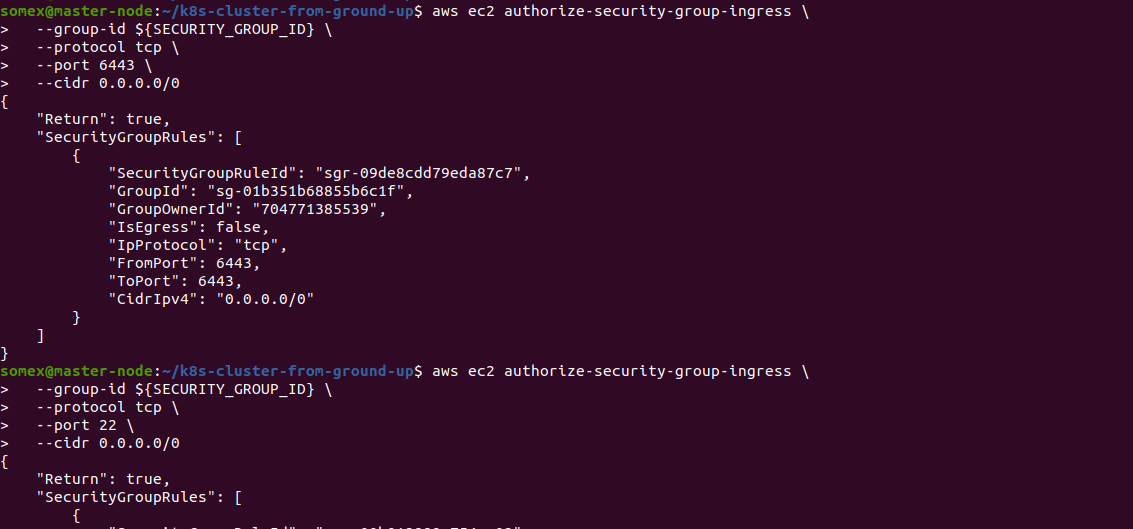 somex@master-node:~/k8s-cluster-from-ground-up$ aws ec2 authorize-security-group-ingress \
>   --group-id ${SECURITY_GROUP_ID} \
>   --protocol tcp \
>   --port 6443 \
>   --cidr 0.0.0.0/0
{
    "Return": true,
    "SecurityGroupRules": [
        {
            "SecurityGroupRuleId": "sgr-09de8cdd79eda87c7",
            "GroupId": "sg-01b351b68855b6c1f",
            "GroupOwnerId": "704771385539",
            "IsEgress": false,
            "IpProtocol": "tcp",
            "FromPort": 6443,
            "ToPort": 6443,
            "CidrIpv4": "0.0.0.0/0"
        }
    ]
}
somex@master-node:~/k8s-cluster-from-ground-up$ aws ec2 authorize-security-group-ingress \
>   --group-id ${SECURITY_GROUP_ID} \
>   --protocol tcp \
>   --port 22 \
>   --cidr 0.0.0.0/0
{
    "Return": true,
    "SecurityGroupRules": [
        {